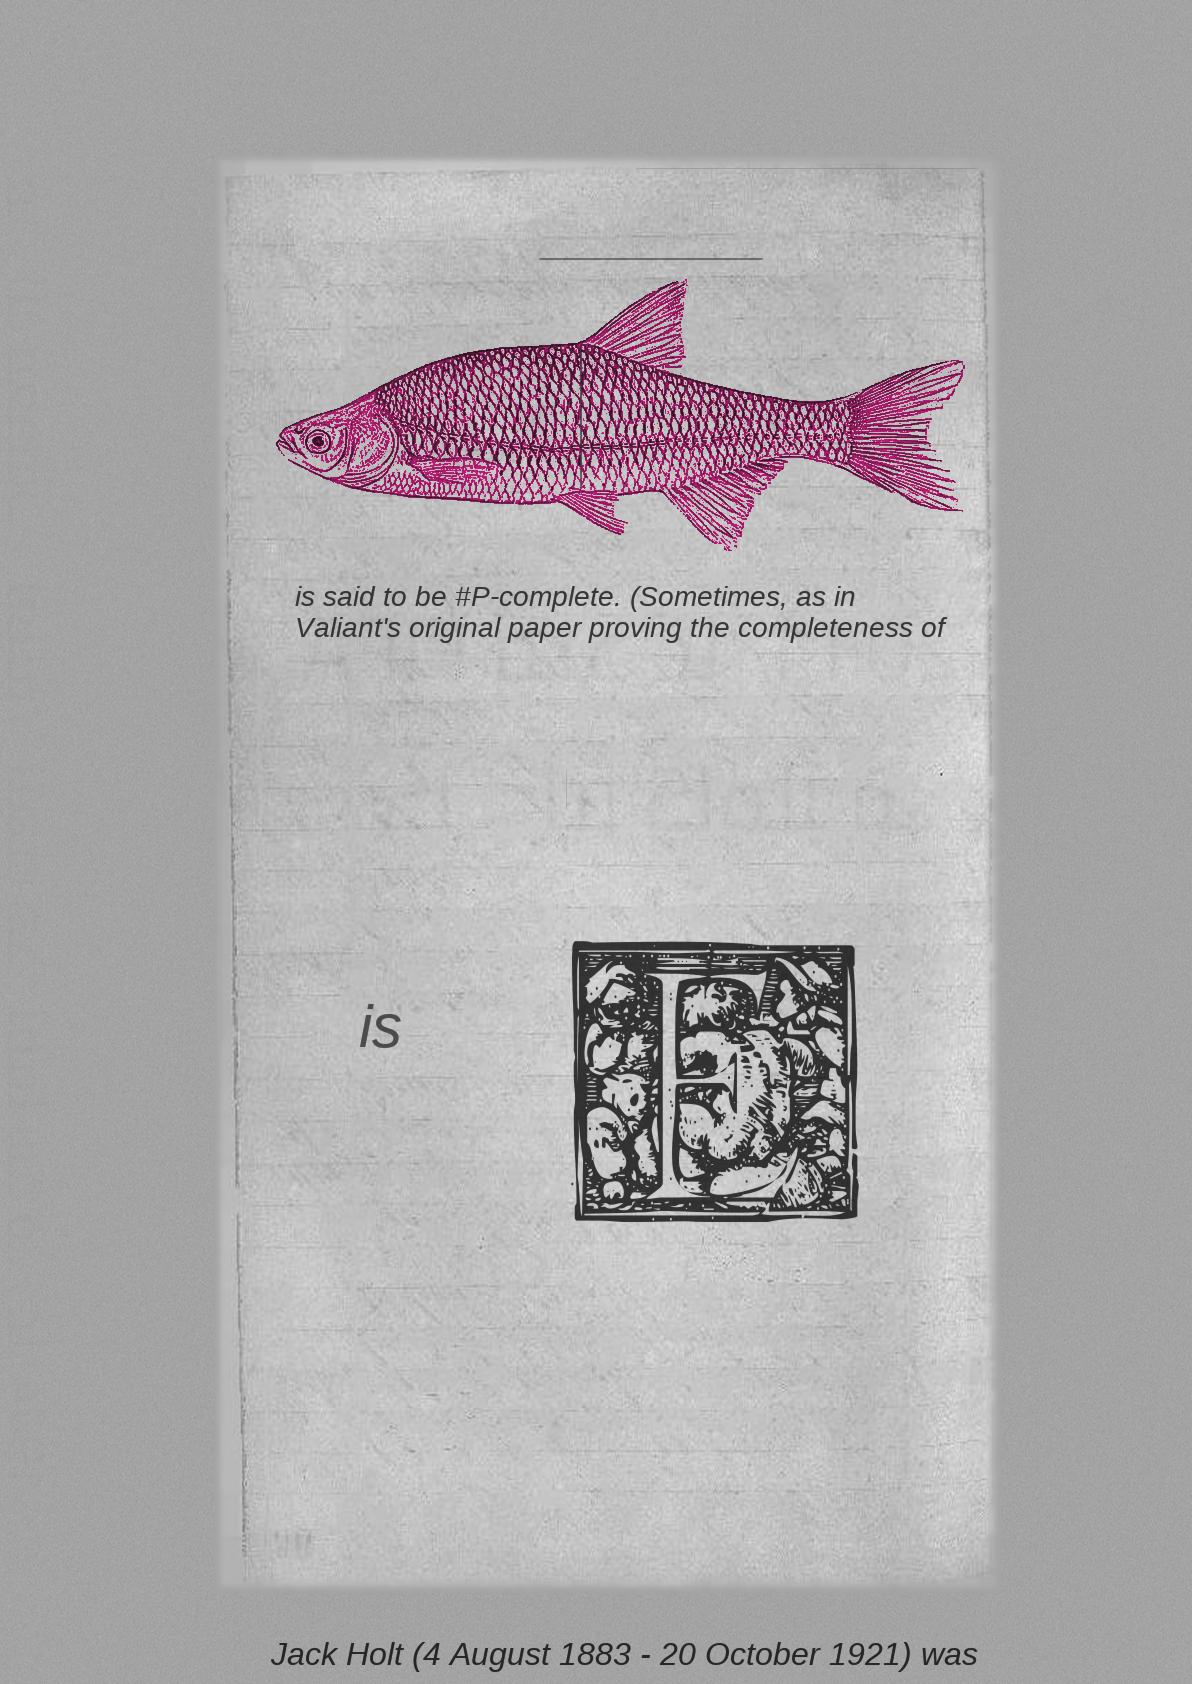 is said to be #P-complete. (Sometimes, as in
Valiant's original paper proving the completeness of
is
E
Jack Holt (4 August 1883 - 20 October 1921) was